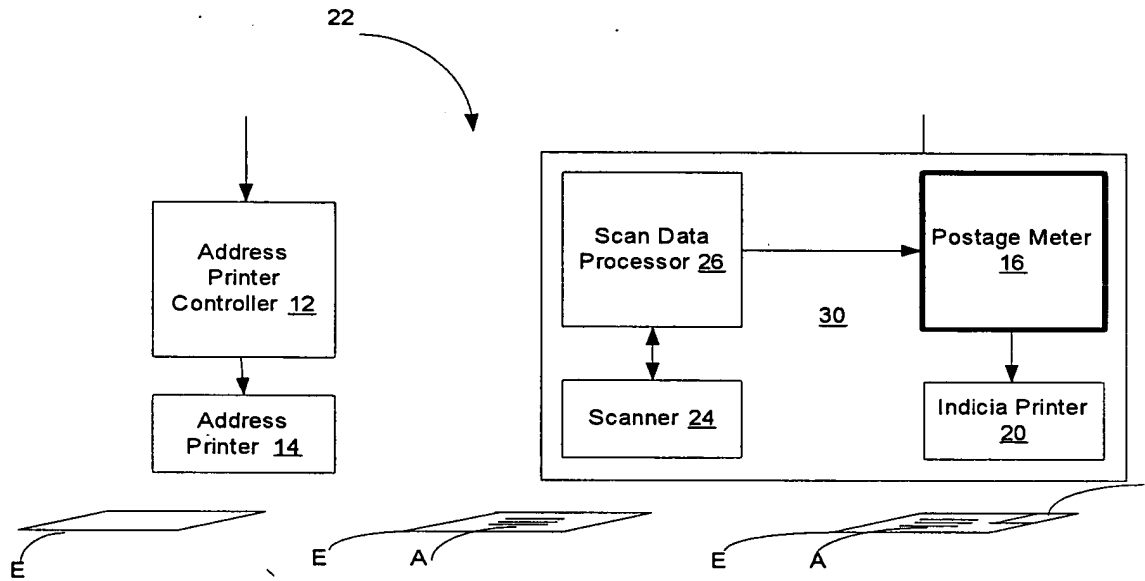 22
Address
Printer
Controller 12
Address
Printer 14
Scan Data
Processor 26
Postage Meter
16
30
Scanner 24
Indicia Printer
20
E
E
A
E
A